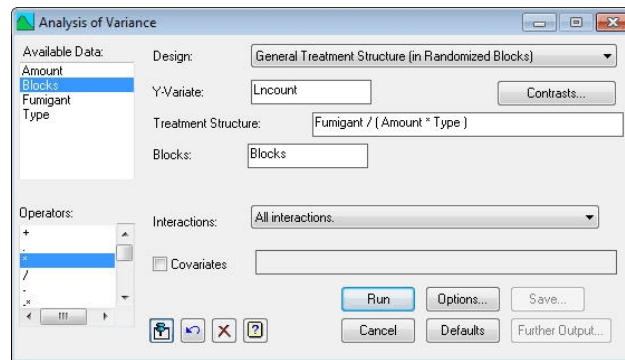 Analysis of Variance
Available Data:
Amount
Blocks
Fumigant
Type
Design:
General Treatment Structure (in Randomized Blocks)
Y-Variate:
Lncount
Contrasts...
Treatment Structure:
Fumigant / ( Amount * Type )
Blocks:
Blocks
Operators:
+
.
*
/
-
.*
Interactions:
All interactions.
Covariates
Run
Options...
Save...
Cancel
Defaults
Further Output...